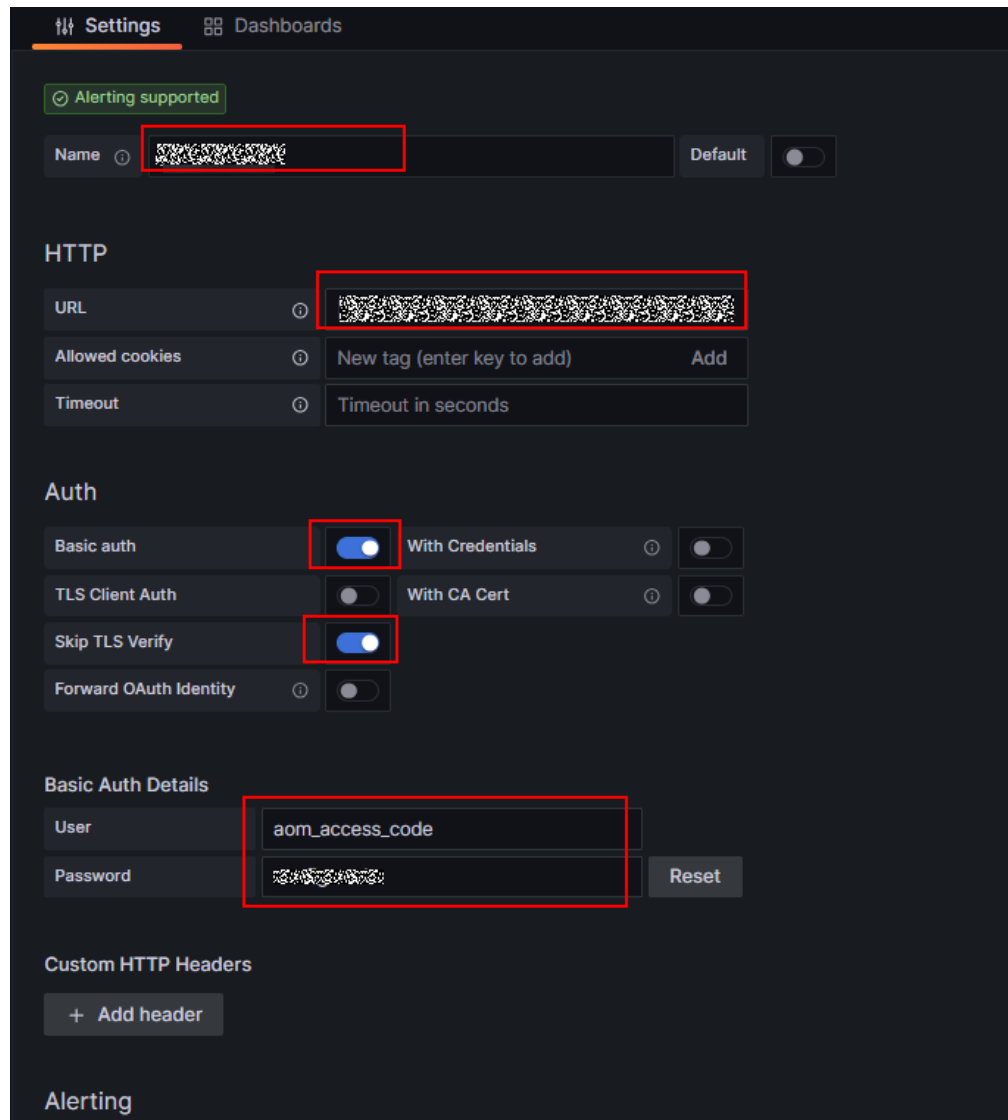 Settings Dashboards
Alerting supported
Name Default
HTTP
URL
Allowed cookies New tag (enter key to add) Add
Timeout Timeout in seconds
Auth
Basic auth With Credentials
TLS Client Auth With CA Cert
Skip TLS Verify
Forward OAuth Identity
Basic Auth Details
User aom_access_code
Password Reset
Custom HTTP Headers
+ Add header
Alerting